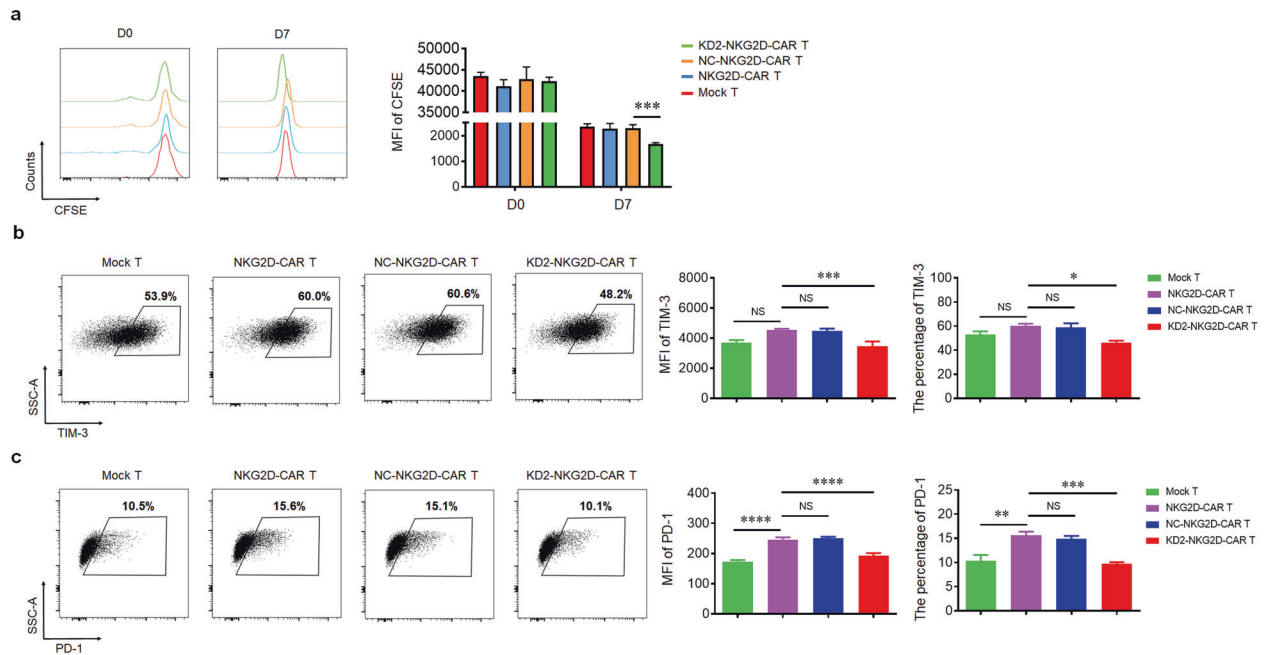 a
D0
D7
Counts
CFSE
MFI of CFSE
50000
45000
40000
35000
2000
1000
0
D0
D7
***
KD2-NKG2D-CAR T
NC-NKG2D-CAR T
NKG2D-CAR T
Mock T
b
Mock T
NKG2D-CAR T
NC-NKG2D-CAR T
KD2-NKG2D-CAR T
53.9%
60.0%
60.6%
48.2%
SSC-A
TIM-3
MFI of TIM-3
8000
6000
4000
2000
0
NS
NS
***
The percentage of TIM-3
100
80
60
40
20
0
NS
NS
*
Mock T
NKG2D-CAR T
NC-NKG2D-CAR T
KD2-NKG2D-CAR T
c
Mock T
NKG2D-CAR T
NC-NKG2D-CAR T
KD2-NKG2D-CAR T
10.5%
15.6%
15.1%
10.1%
SSC-A
PD-1
MFI of PD-1
400
300
200
100
0
****
NS
****
The percentage of PD-1
25
20
15
10
5
0
**
NS
***
Mock T
NKG2D-CAR T
NC-NKG2D-CAR T
KD2-NKG2D-CAR T